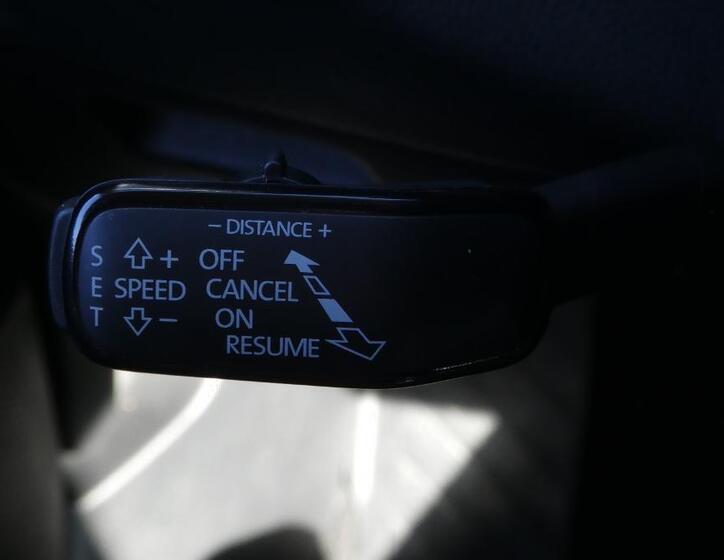 − DISTANCE +
S + OFF
E SPEED CANCEL
T − ON
RESUME